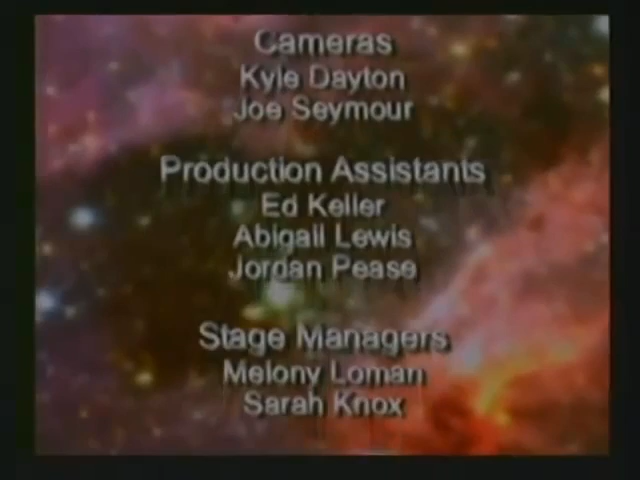 Cameras
Kyle Dayton
Joe Seymour
Production Assistants
Ed Keller
Abigail Lewis
Jordan Pease
Stage Managers
Melony Loman
Sarah Knox